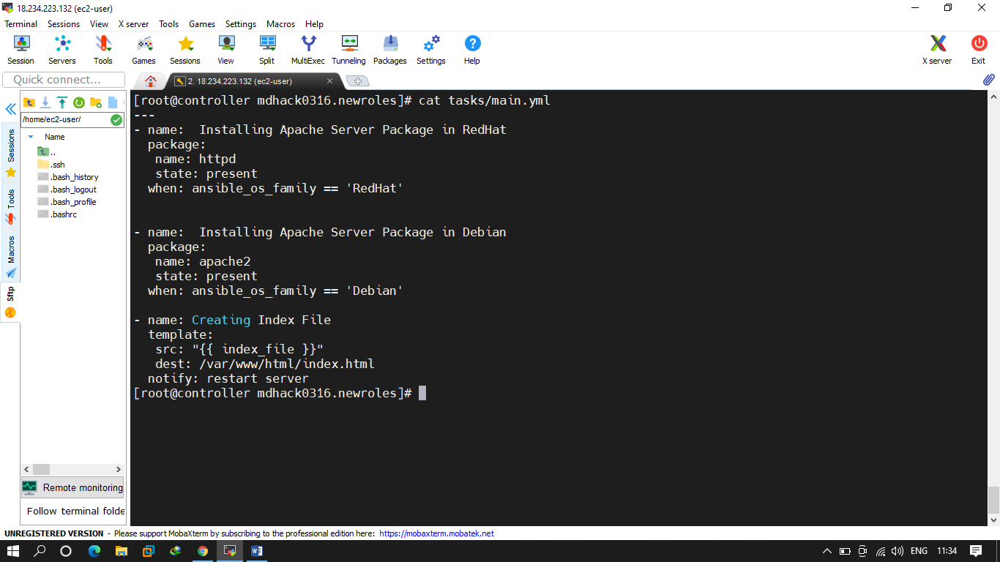 18.234.223.132 (ec2-user)
Terminal Sessions View X server Tools Games Settings Macros Help
Session Servers Tools Games Sessions View Split MultiExec Tunneling Packages Settings Help X server Exit
Quick connect...
2. 18.234.223.132 (ec2-user)
/home/ec2-user/
Name
..
.ssh
.bash_history
.bash_logout
.bash_profile
.bashrc
Sessions
Tools
Macros
Sftp
Remote monitoring
Follow terminal folde
[root@controller mdhack0316.newroles]# cat tasks/main.yml
---
- name:  Installing Apache Server Package in RedHat
  package:
   name: httpd
   state: present
  when: ansible_os_family == 'RedHat'
- name:  Installing Apache Server Package in Debian
  package:
   name: apache2
   state: present
  when: ansible_os_family == 'Debian'
- name: Creating Index File
  template:
   src: "{{ index_file }}"
   dest: /var/www/html/index.html
  notify: restart server
[root@controller mdhack0316.newroles]#
UNREGISTERED VERSION - Please support MobaXterm by subscribing to the professional edition here: https://mobaxterm.mobatek.net
ENG 11:34